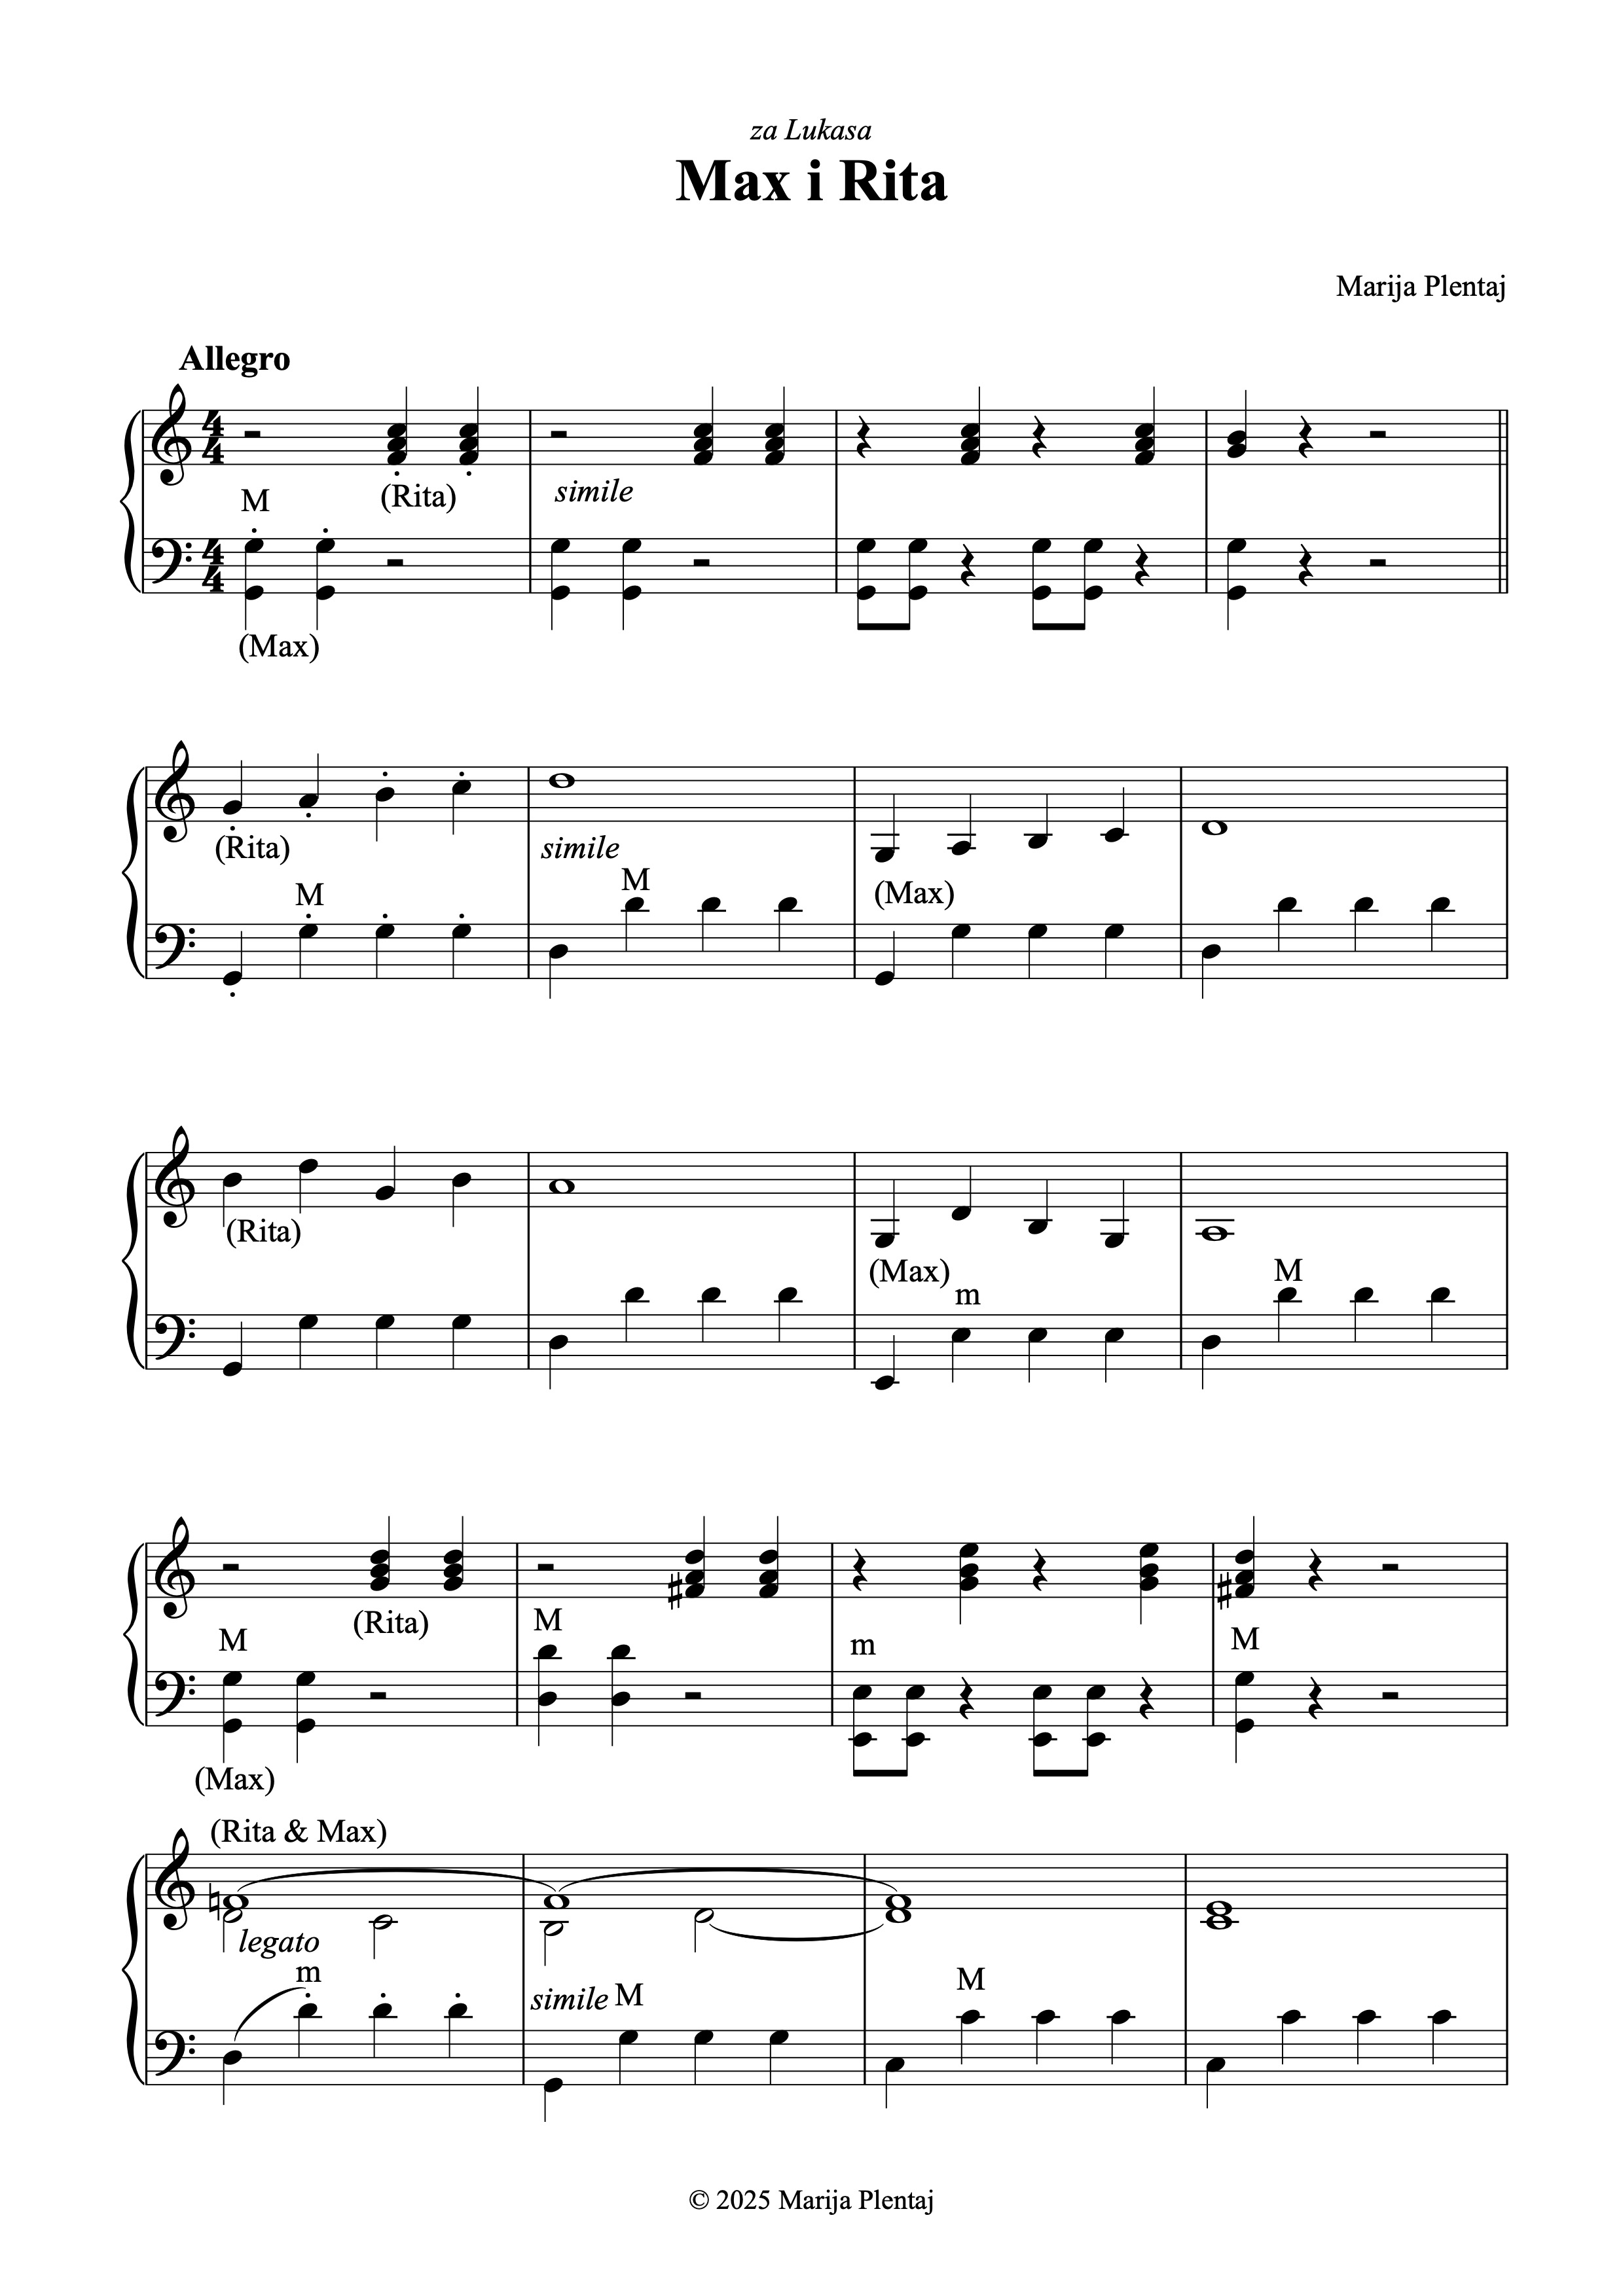 za Lukasa
Max i Rita
Marija Plentaj
Allegro
M
(Rita)
simile
(Max)
(Rita)
simile
M
M
(Max)
(Rita)
(Max)
m
M
(Rita)
M
M
m
M
(Max)
(Rita & Max)
legato
m
simile M
M
© 2025 Marija Plentaj